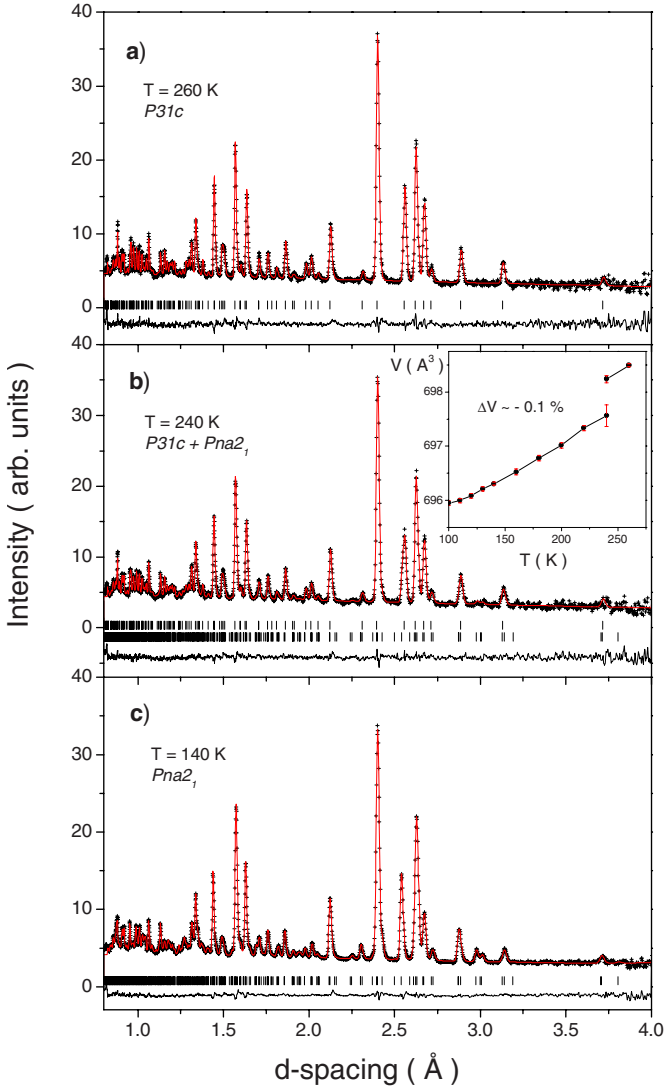 40
a)
T = 260 K
P31c
30
20
10
0
Intensity ( arb. units)
40
b)
T = 240 K
P31c + Pna2₁
30
20
10
0
V ( A³)
698
697
696
ΔV ~ - 0.1 %
100 150 200 250
T ( K)
40
c)
T = 140 K
Pna2₁
30
20
10
0
1.0 1.5 2.0 2.5 3.0 3.5 4.0
d-spacing ( Å )